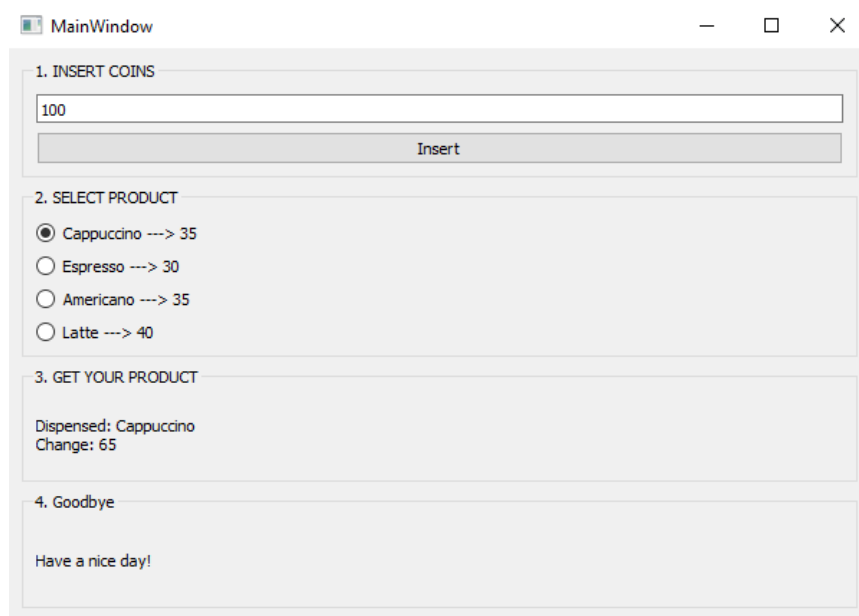 MainWindow
1. INSERT COINS
100
Insert
2. SELECT PRODUCT
Cappuccino ---> 35
Espresso ---> 30
Americano ---> 35
Latte ---> 40
3. GET YOUR PRODUCT
Dispensed: Cappuccino
Change: 65
4. Goodbye
Have a nice day!